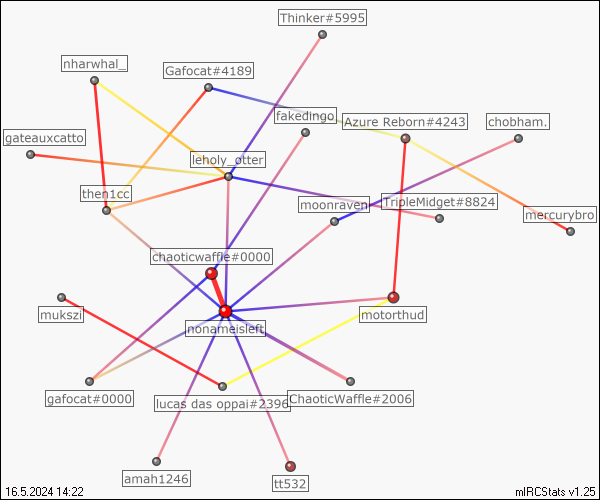 Thinker#5995
nharwhal_
Gafocat#4189
fakedingo
Azure Reborn#4243
chobham.
gateauxcatto
leholy_otter
then1cc
moonraven
TripleMidget#8824
mercurybro
chaoticwaffle#0000
mukszi
nonameisleft
motorthud
gafocat#0000
lucas das oppai#2396
ChaoticWaffle#2006
amah1246
tt532
16.5.2024 14:22
mIRCStats v1.25